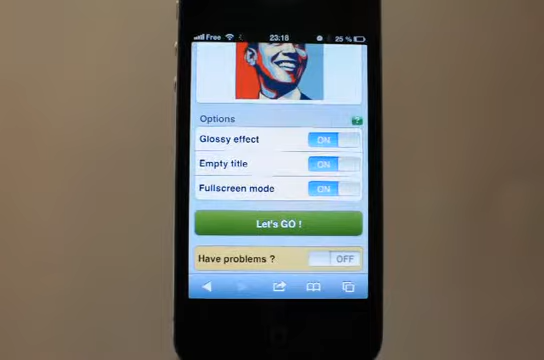 Free 23:18 25 %
Options ?
Glossy effect ON
Empty title ON
Fullscreen mode ON
Let's GO !
Have problems ? OFF